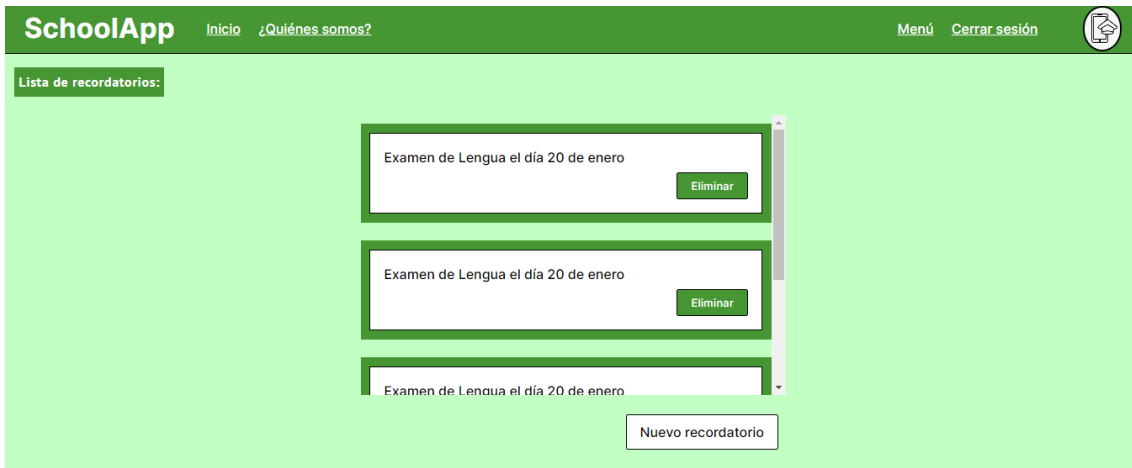 SchoolApp Inicio ¿Quiénes somos? Menú Cerrar sesión
Lista de recordatorios:
Examen de Lengua el día 20 de enero
Eliminar
Examen de Lengua el día 20 de enero
Eliminar
Examen de Lengua el día 20 de enero
Nuevo recordatorio